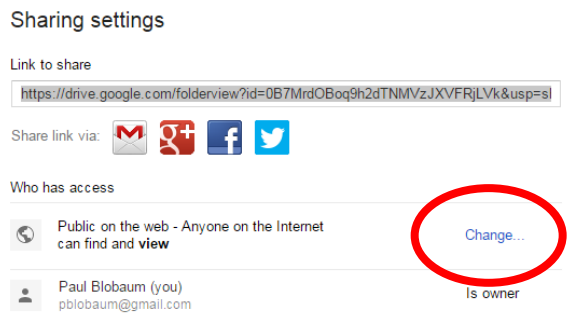 Sharing settings
Link to share
https://drive.google.com/folderview?id=0B7MrdOBoq9h2dTNMVzJXVFRjLVk&usp=sl
Share link via:
g+
f
Who has access
Public on the web - Anyone on the Internet
can find and view
Change...
Paul Blobaum (you)
pblobaum@gmail.com
Is owner